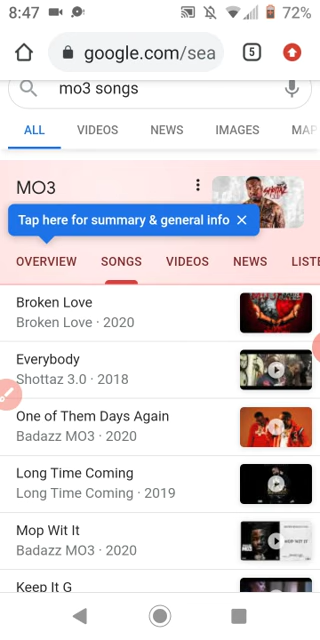 8:47
72%
google.com/sea
5
mo3 songs
ALL
VIDEOS
NEWS
IMAGES
MAP
MO3
Tap here for summary & general info
OVERVIEW
SONGS
VIDEOS
NEWS
LISTE
Broken Love
Broken Love · 2020
Everybody
Shottaz 3.0 · 2018
One of Them Days Again
Badazz MO3 · 2020
Long Time Coming
Long Time Coming · 2019
Mop Wit It
Badazz MO3 · 2020
Keep It G